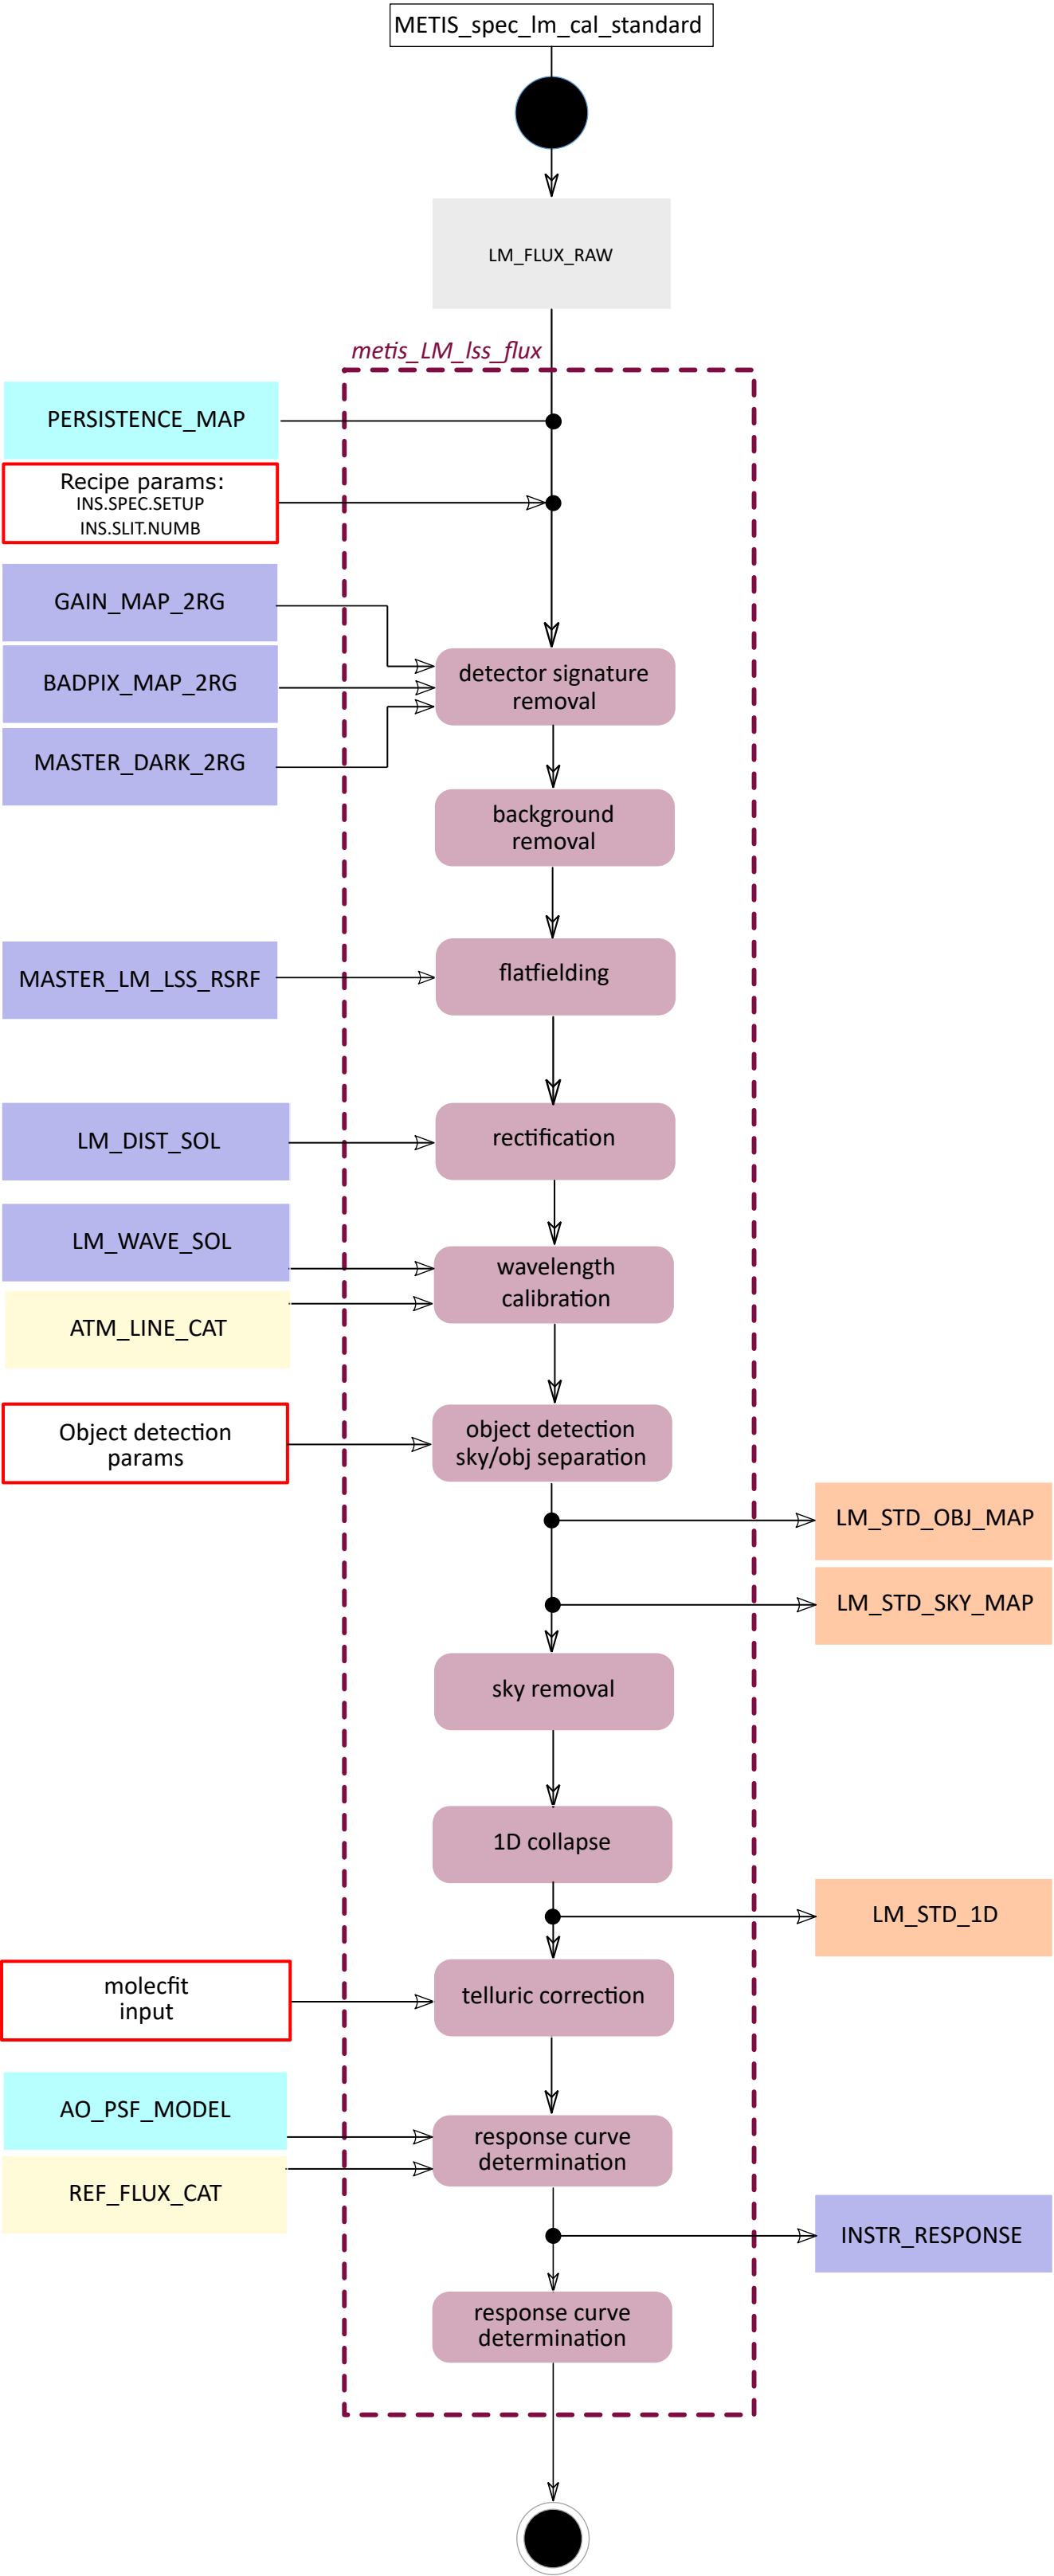 METIS_spec_lm_cal_standard
LM_FLUX_RAW
metis_LM_lss_flux
PERSISTENCE_MAP
Recipe params:
INS.SPEC.SETUP
INS.SLIT.NUMB
GAIN_MAP_2RG
BADPIX_MAP_2RG
MASTER_DARK_2RG
detector signature
removal
background
removal
MASTER_LM_LSS_RSRF
flatfielding
LM_DIST_SOL
rectification
LM_WAVE_SOL
ATM_LINE_CAT
wavelength
calibration
Object detection
params
object detection
sky/obj separation
LM_STD_OBJ_MAP
LM_STD_SKY_MAP
sky removal
1D collapse
LM_STD_1D
molecfit
input
telluric correction
AO_PSF_MODEL
REF_FLUX_CAT
response curve
determination
INSTR_RESPONSE
response curve
determination